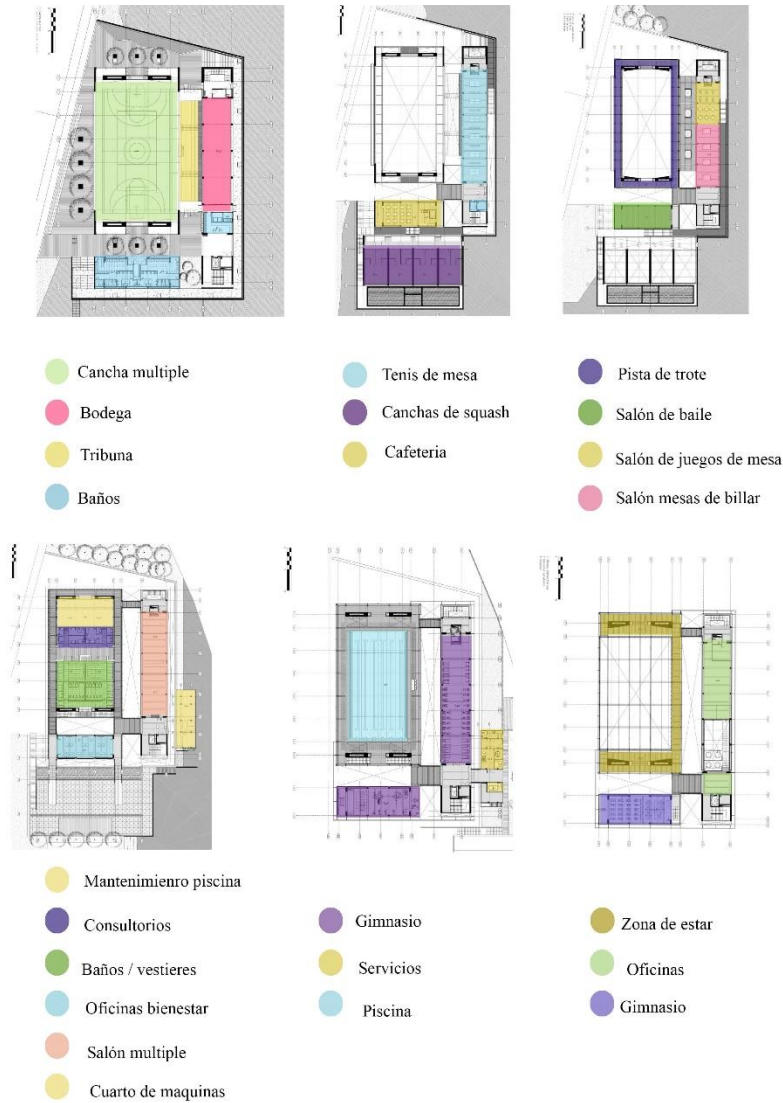 Cancha multiple
Bodega
Tribuna
Baños
Tenis de mesa
Canchas de squash
Cafeteria
Pista de trote
Salón de baile
Salón de juegos de mesa
Salón mesas de billar
Mantenimienro piscina
Consultorios
Baños / vestieres
Oficinas bienestar
Salón multiple
Cuarto de maquinas
Gimnasio
Servicios
Piscina
Zona de estar
Oficinas
Gimnasio